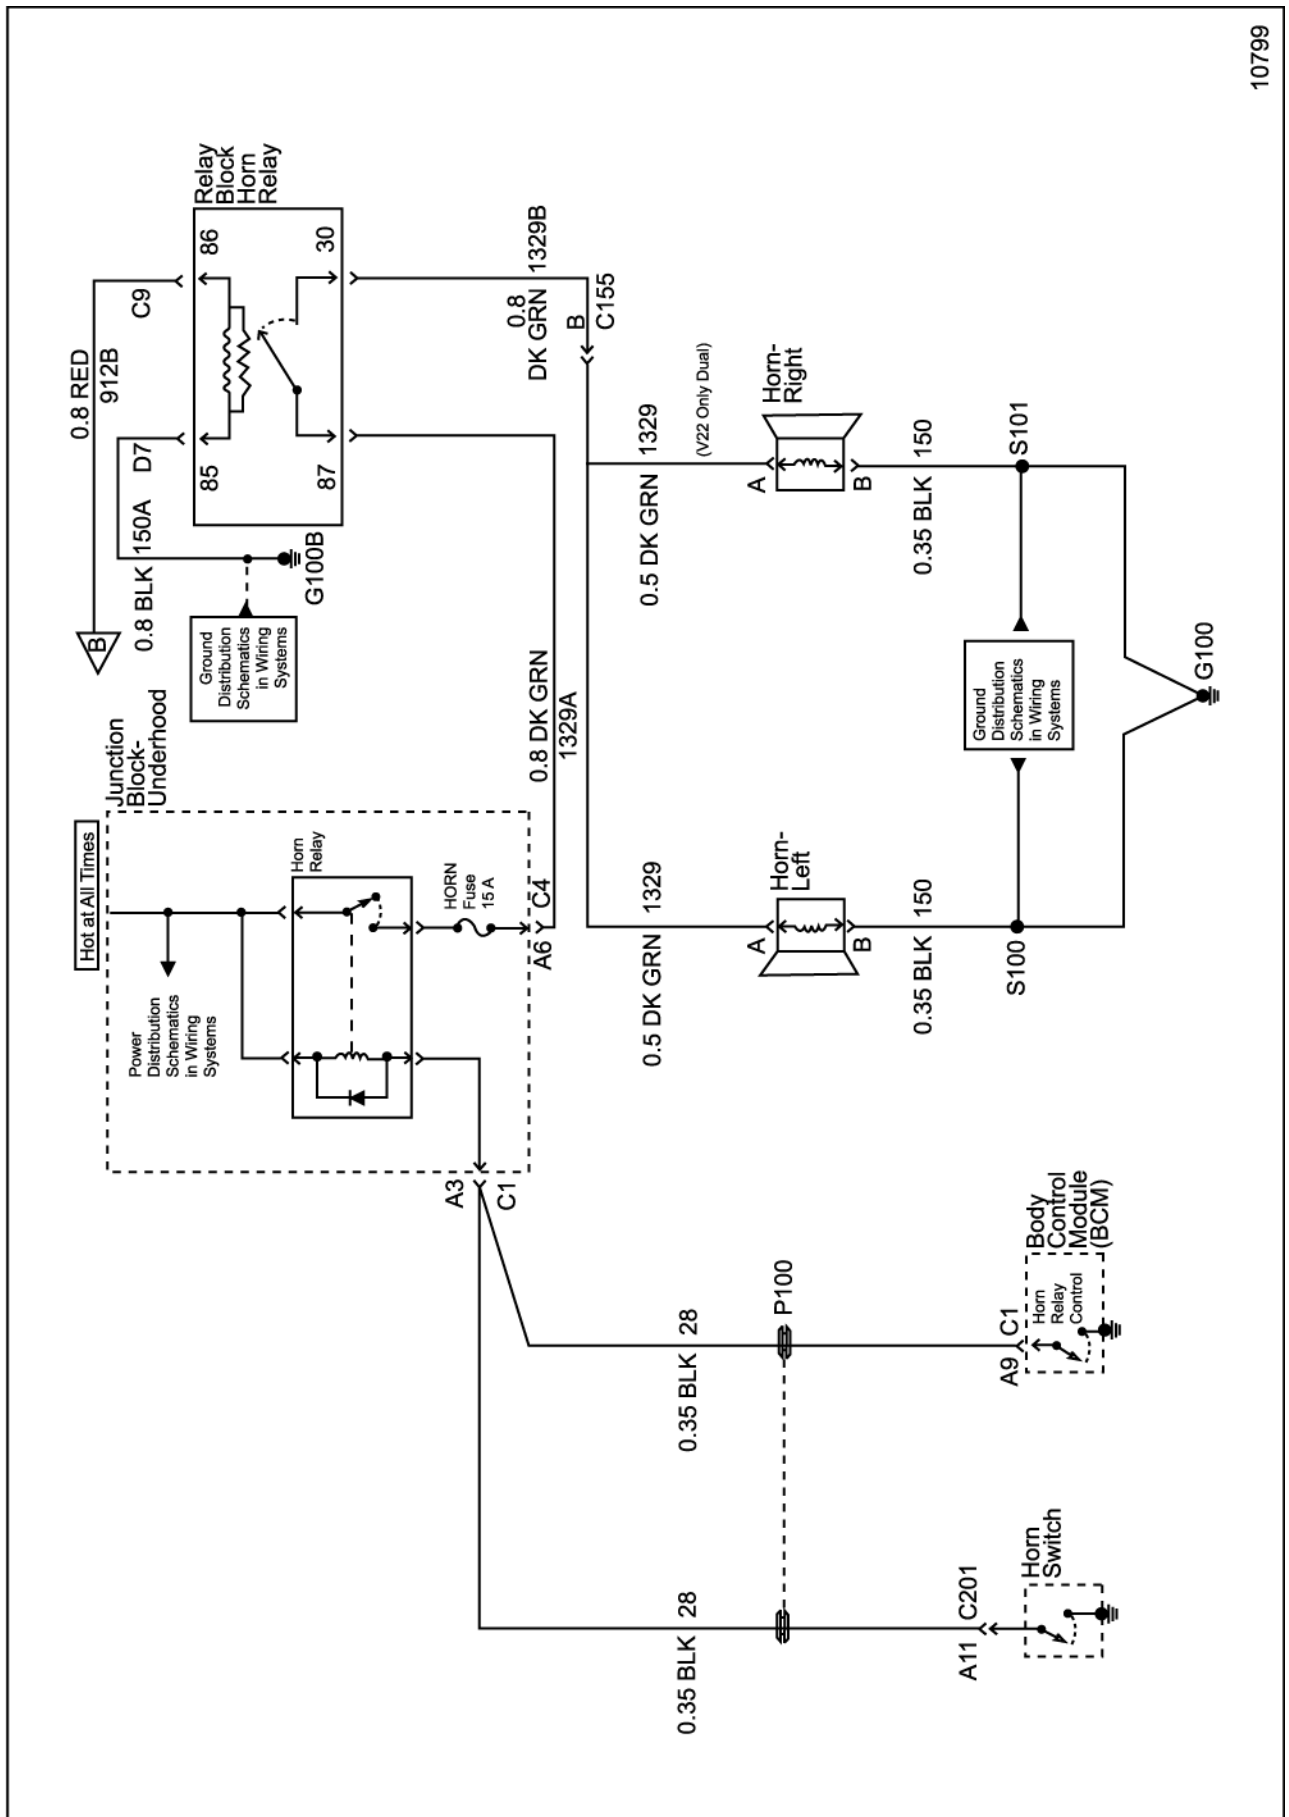 10799
Relay
Block
Horn
Relay
86
30
85
87
C9
D7
0.8 RED
912B
0.8 BLK 150A
B
G100B
Ground
Distribution
Schematics
in Wiring
Systems
0.8
DK GRN
1329B
B
C155
0.8 DK GRN
1329A
Junction
Block-
Underhood
Hot at All Times
Power
Distribution
Schematics
in Wiring
Systems
Horn
Relay
HORN
Fuse
15 A
A6
C4
A3
C1
0.5 DK GRN 1329
(V22 Only Dual)
Horn-
Right
A
B
0.35 BLK 150
S101
0.5 DK GRN 1329
Horn-
Left
A
B
0.35 BLK 150
S100
Ground
Distribution
Schematics
in Wiring
Systems
G100
0.35 BLK 28
P100
A9
C1
Horn
Relay
Control
Body
Control
Module
(BCM)
0.35 BLK 28
A11
C201
Horn
Switch